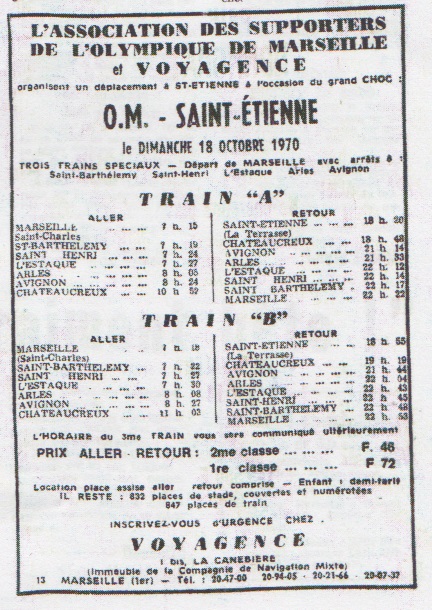 L'ASSOCIATION DES SUPPORTERS
DE L'OLYMPIQUE DE MARSEILLE
et VOYAGENCE
organisent un déplacement à ST-ETIENNE à l'occasion du grand CHOC :
O.M. - SAINT-ÉTIENNE
le DIMANCHE 18 OCTOBRE 1970
TROIS TRAINS SPECIAUX — Départ de MARSEILLE avec arrêts à :
Saint-Barthélemy Saint-Henri L'Estaque Arles Avignon
TRAIN "A"
ALLER
MARSEILLE ... ... ... 7 h. 15
Saint-Charles
ST-BARTHELEMY ... ... 7 h. 19
SAINT HENRI ... ... 7 h. 24
L'ESTAQUE ... ... ... 7 h. 27
ARLES ... ... ... 8 h. 05
AVIGNON ... ... ... 8 h. 24
CHATEAUCREUX ... ... 10 h. 52
RETOUR
SAINT-ETIENNE ... ... ... 18 h. 20
(La Terrasse)
CHATEAUCREUX ... ... ... 18 h. 48
AVIGNON ... ... ... 21 h. 14
ARLES ... ... ... 21 h. 33
L'ESTAQUE ... ... ... 22 h. 12
SAINT HENRI ... ... ... 22 h. 14
SAINT BARTHELEMY ... ... 22 h. 17
MARSEILLE ... ... ... 22 h. 22
TRAIN "B"
ALLER
MARSEILLE ... ... ... 7 h. 18
(Saint-Charles)
SAINT-BARTHELEMY ... ... 7 h. 22
SAINT HENRI ... ... 7 h. 27
L'ESTAQUE ... ... ... 7 h. 30
ARLES ... ... ... 8 h. 08
AVIGNON ... ... ... 8 h. 27
CHATEAUCREUX ... ... 11 h. 03
RETOUR
SAINT-ETIENNE ... ... ... 18 h. 55
(La Terrasse)
CHATEAUCREUX ... ... ... 19 h. 19
AVIGNON ... ... ... 21 h. 44
ARLES ... ... ... 22 h. 04
L'ESTAQUE ... ... ... 22 h. 43
SAINT-HENRI ... ... ... 22 h. 45
SAINT-BARTHELEMY ... ... 22 h. 48
MARSEILLE ... ... ... 22 h. 53
L'HORAIRE du 3me TRAIN vous sera communiqué ultérieurement
PRIX ALLER - RETOUR : 2me classe ... ... ... F. 46
1re classe ... ... ... F 72
Location place assise aller retour comprise — Enfant : demi-tarif
IL RESTE : 832 places de stade, couvertes et numérotées
847 places de train
INSCRIVEZ-VOUS D'URGENCE CHEZ .
VOYAGENCE
1 bis, LA CANEBIERE
(Immeuble de la Compagnie de Navigation Mixte)
13 MARSEILLE (1er) — Tél. : 20-47-00 20-94-05 - 20-21-66 20-87-37